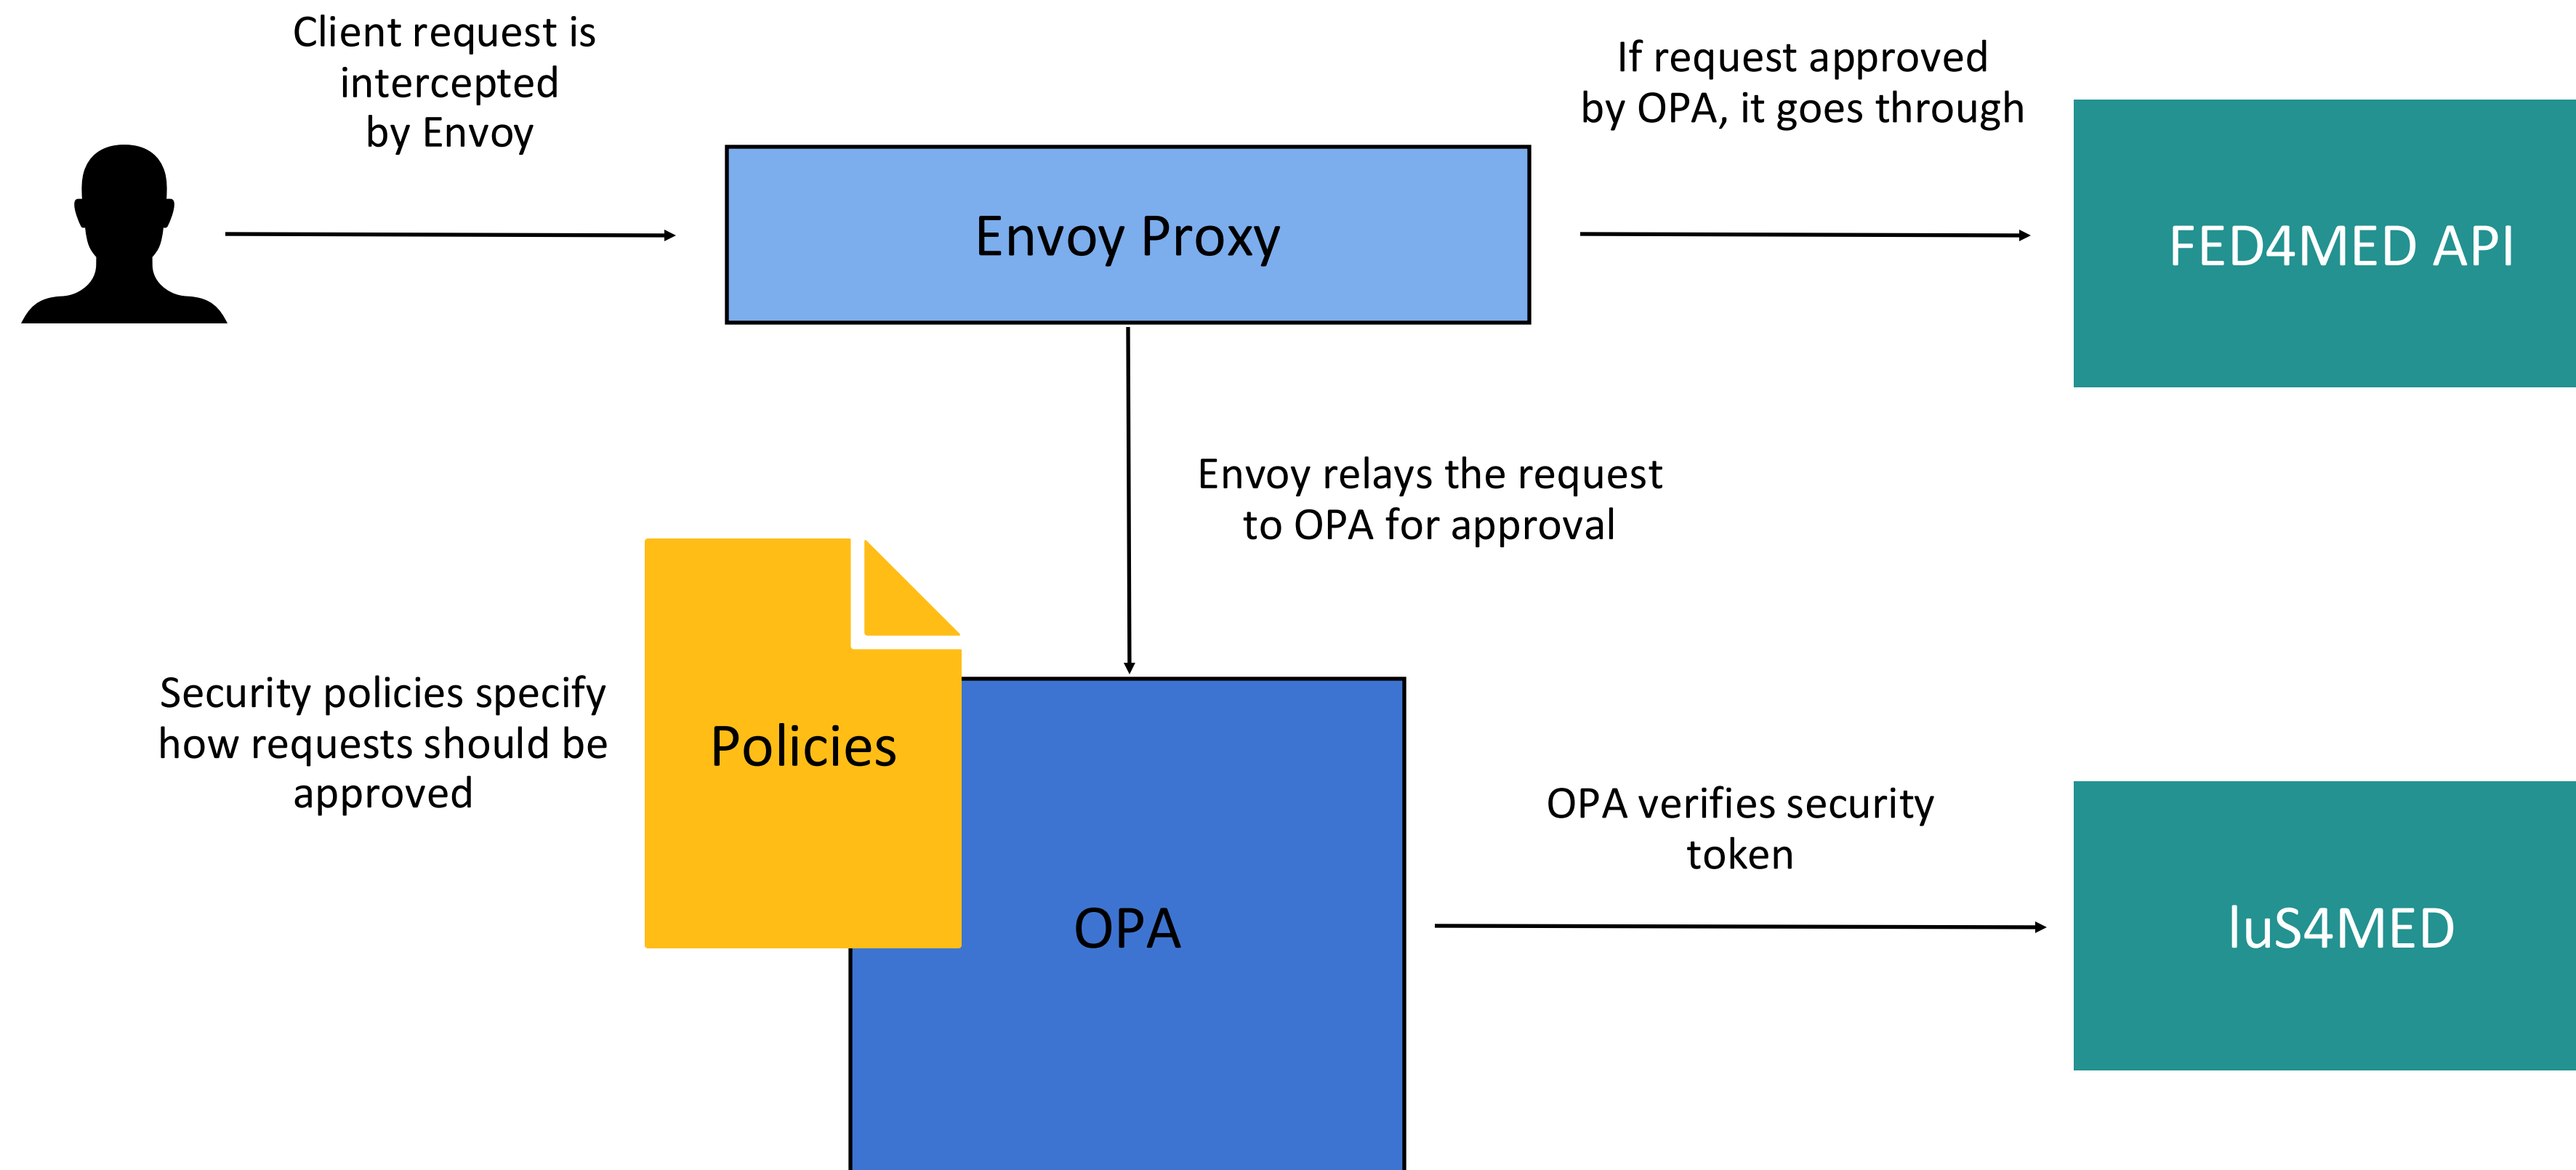 Client request is
intercepted
by Envoy
If request approved
by OPA, it goes through
Envoy Proxy
FED4MED API
Envoy relays the request
to OPA for approval
Security policies specify
how requests should be
approved
Policies
OPA verifies security
token
OPA
IuS4MED